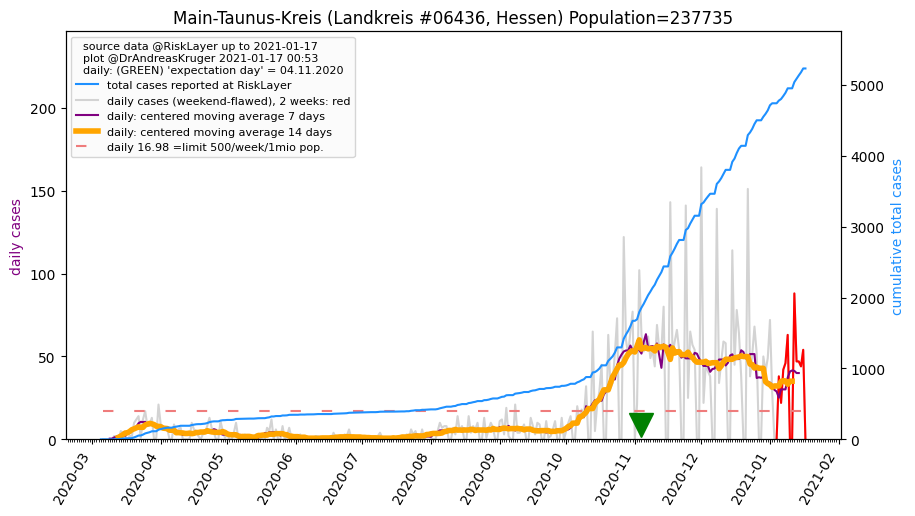 Main-Taunus-Kreis (Landkreis #06436, Hessen) Population=237735
source data @RiskLayer up to 2021-01-17
plot @DrAndreasKruger 2021-01-17 00:53
daily: (GREEN) 'expectation day' = 04.11.2020
total cases reported at RiskLayer
daily cases (weekend-flawed), 2 weeks: red
daily: centered moving average 7 days
daily: centered moving average 14 days
daily 16.98 =limit 500/week/1mio pop.
daily cases
200
150
100
50
0
cumulative total cases
5000
4000
3000
2000
1000
0
2020-03
2020-04
2020-05
2020-06
2020-07
2020-08
2020-09
2020-10
2020-11
2020-12
2021-01
2021-02